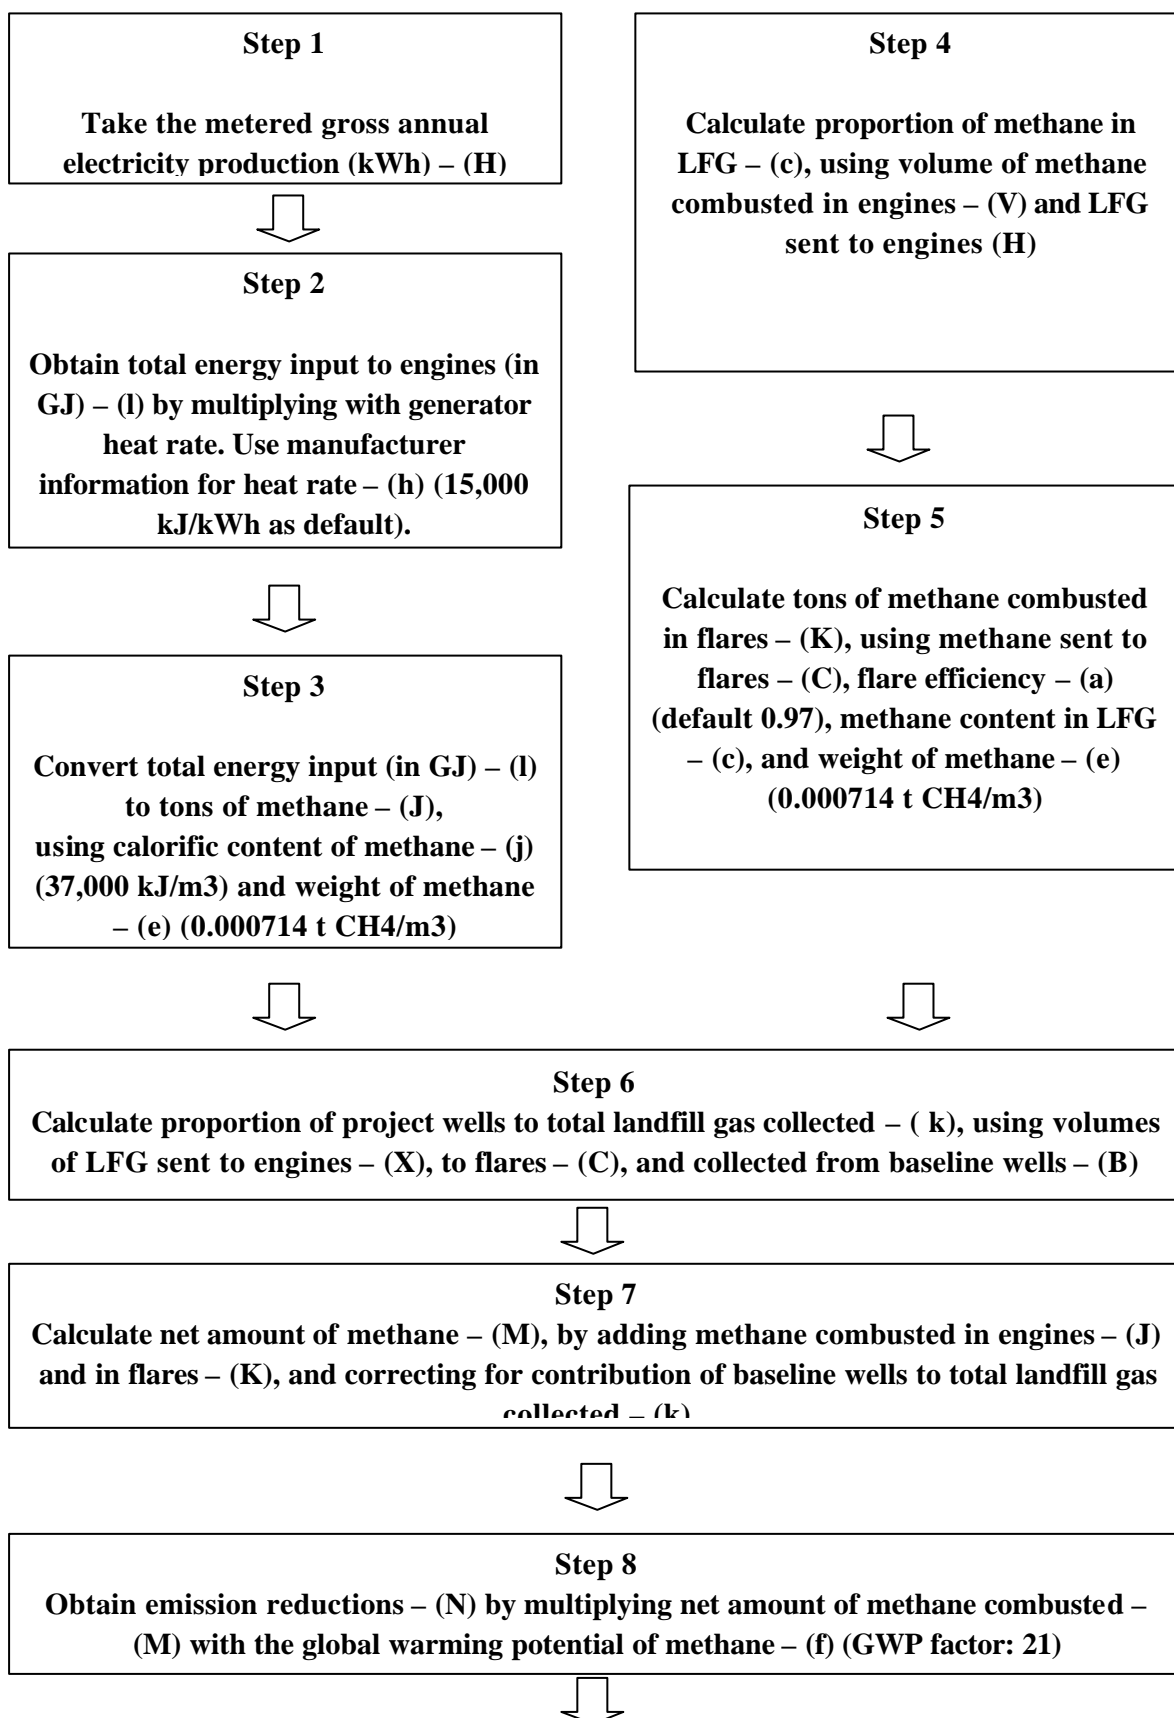 Step 1
Take the metered gross annual
electricity production (kWh) – (H)
Step 2
Obtain total energy input to engines (in
GJ) – (l) by multiplying with generator
heat rate. Use manufacturer
information for heat rate – (h) (15,000
kJ/kWh as default).
Step 3
Convert total energy input (in GJ) – (l)
to tons of methane – (J),
using calorific content of methane – (j)
(37,000 kJ/m3) and weight of methane
– (e) (0.000714 t CH4/m3)
Step 4
Calculate proportion of methane in
LFG – (c), using volume of methane
combusted in engines – (V) and LFG
sent to engines (H)
Step 5
Calculate tons of methane combusted
in flares – (K), using methane sent to
flares – (C), flare efficiency – (a)
(default 0.97), methane content in LFG
– (c), and weight of methane – (e)
(0.000714 t CH4/m3)
Step 6
Calculate proportion of project wells to total landfill gas collected – ( k), using volumes
of LFG sent to engines – (X), to flares – (C), and collected from baseline wells – (B)
Step 7
Calculate net amount of methane – (M), by adding methane combusted in engines – (J)
and in flares – (K), and correcting for contribution of baseline wells to total landfill gas
collected – (k)
Step 8
Obtain emission reductions – (N) by multiplying net amount of methane combusted –
(M) with the global warming potential of methane – (f) (GWP factor: 21)